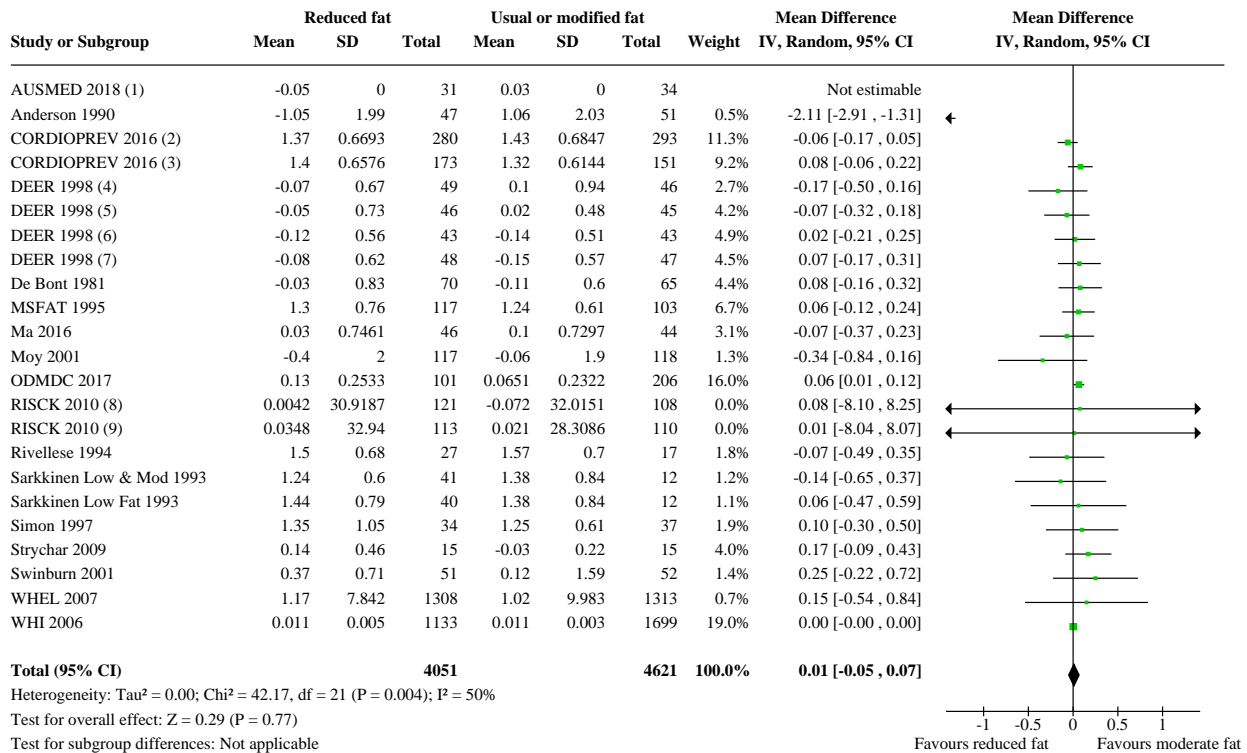 Reduced fat Usual or modified fat Mean Difference Mean Difference
Study or Subgroup Mean SD Total Mean SD Total Weight IV, Random, 95% CI IV, Random, 95% CI
AUSMED 2018 (1) -0.05 0 31 0.03 0 34 Not estimable
Anderson 1990 -1.05 1.99 47 1.06 2.03 51 0.5% -2.11 [-2.91 , -1.31]
CORDIOPREV 2016 (2) 1.37 0.6693 280 1.43 0.6847 293 11.3% -0.06 [-0.17 , 0.05]
CORDIOPREV 2016 (3) 1.4 0.6576 173 1.32 0.6144 151 9.2% 0.08 [-0.06 , 0.22]
DEER 1998 (4) -0.07 0.67 49 0.1 0.94 46 2.7% -0.17 [-0.50 , 0.16]
DEER 1998 (5) -0.05 0.73 46 0.02 0.48 45 4.2% -0.07 [-0.32 , 0.18]
DEER 1998 (6) -0.12 0.56 43 -0.14 0.51 43 4.9% 0.02 [-0.21 , 0.25]
DEER 1998 (7) -0.08 0.62 48 -0.15 0.57 47 4.5% 0.07 [-0.17 , 0.31]
De Bont 1981 -0.03 0.83 70 -0.11 0.6 65 4.4% 0.08 [-0.16 , 0.32]
MSFAT 1995 1.3 0.76 117 1.24 0.61 103 6.7% 0.06 [-0.12 , 0.24]
Ma 2016 0.03 0.7461 46 0.1 0.7297 44 3.1% -0.07 [-0.37 , 0.23]
Moy 2001 -0.4 2 117 -0.06 1.9 118 1.3% -0.34 [-0.84 , 0.16]
ODMDC 2017 0.13 0.2533 101 0.0651 0.2322 206 16.0% 0.06 [0.01 , 0.12]
RISCK 2010 (8) 0.0042 30.9187 121 -0.072 32.0151 108 0.0% 0.08 [-8.10 , 8.25]
RISCK 2010 (9) 0.0348 32.94 113 0.021 28.3086 110 0.0% 0.01 [-8.04 , 8.07]
Rivellese 1994 1.5 0.68 27 1.57 0.7 17 1.8% -0.07 [-0.49 , 0.35]
Sarkkinen Low & Mod 1993 1.24 0.6 41 1.38 0.84 12 1.2% -0.14 [-0.65 , 0.37]
Sarkkinen Low Fat 1993 1.44 0.79 40 1.38 0.84 12 1.1% 0.06 [-0.47 , 0.59]
Simon 1997 1.35 1.05 34 1.25 0.61 37 1.9% 0.10 [-0.30 , 0.50]
Strychar 2009 0.14 0.46 15 -0.03 0.22 15 4.0% 0.17 [-0.09 , 0.43]
Swinburn 2001 0.37 0.71 51 0.12 1.59 52 1.4% 0.25 [-0.22 , 0.72]
WHEL 2007 1.17 7.842 1308 1.02 9.983 1313 0.7% 0.15 [-0.54 , 0.84]
WHI 2006 0.011 0.005 1133 0.011 0.003 1699 19.0% 0.00 [-0.00 , 0.00]
Total (95% CI) 4051 4621 100.0% 0.01 [-0.05 , 0.07]
Heterogeneity: Tau² = 0.00; Chi² = 42.17, df = 21 (P = 0.004); I² = 50%
Test for overall effect: Z = 0.29 (P = 0.77)
Test for subgroup differences: Not applicable
-1 -0.5 0 0.5 1
Favours reduced fat Favours moderate fat